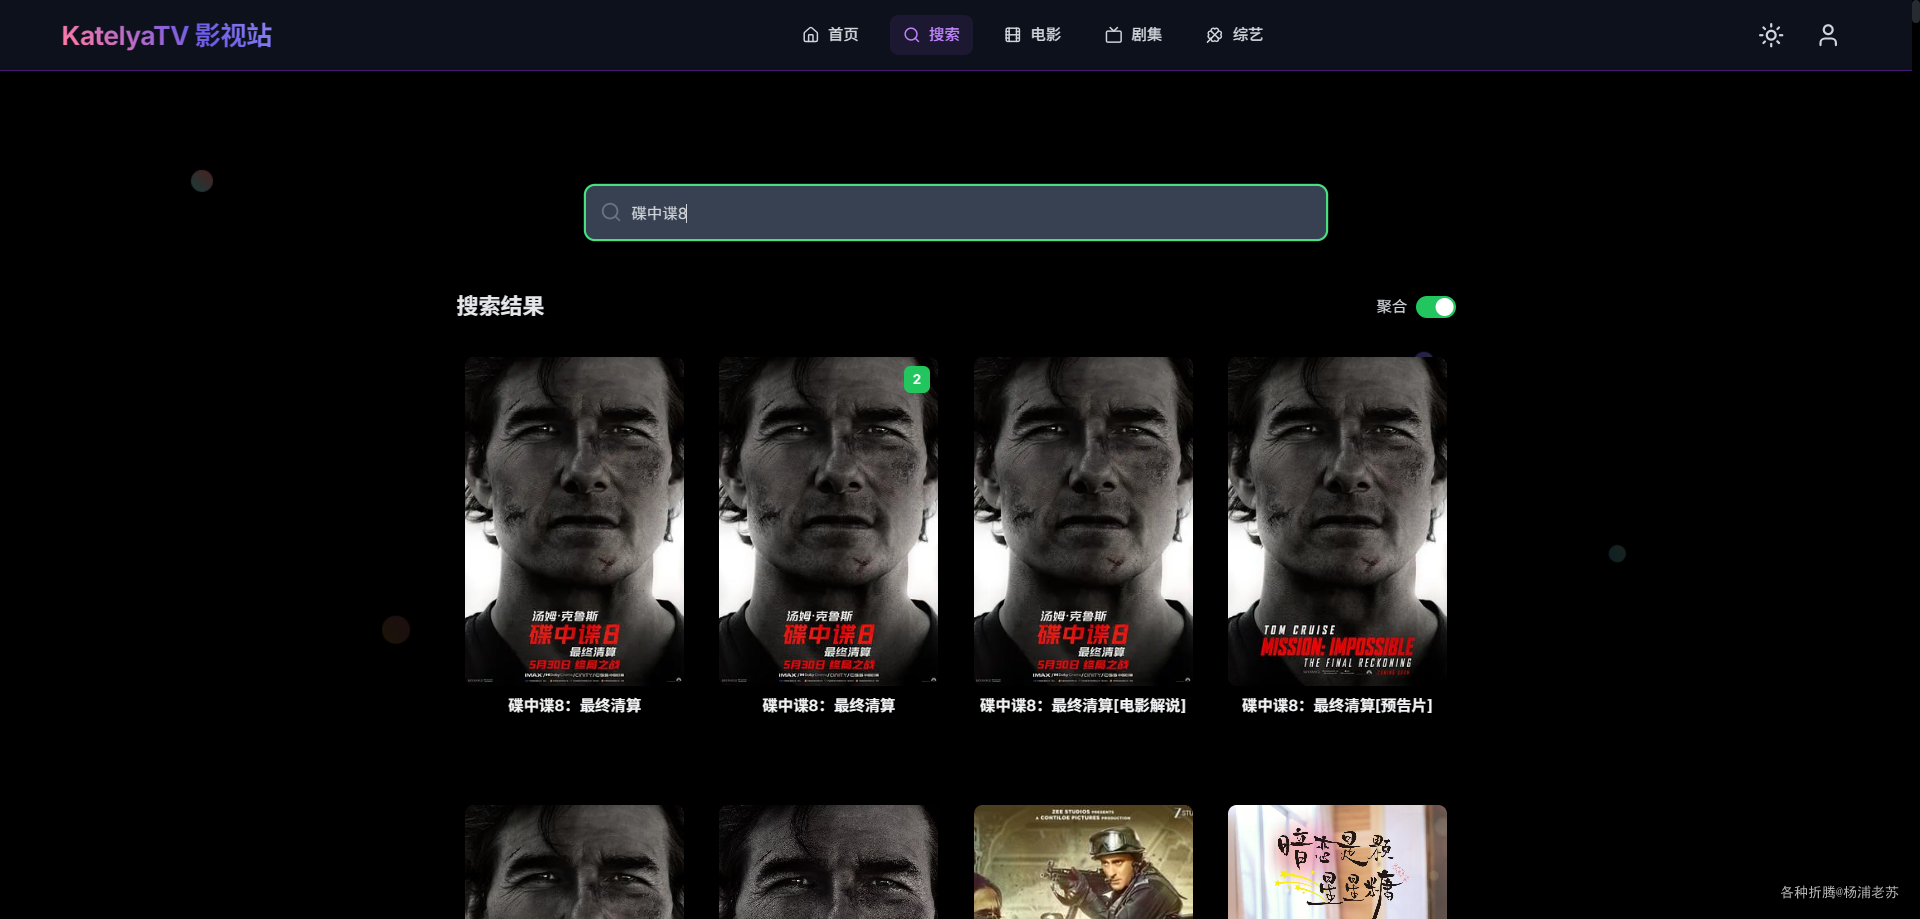 KatelyaTV 影视站
首页
搜索
电影
剧集
综艺
碟中谍8
搜索结果
聚合
2
汤姆·克鲁斯
碟中谍8
最终清算
5月30日 终局之战
汤姆·克鲁斯
碟中谍8
最终清算
5月30日 终局之战
汤姆·克鲁斯
碟中谍8
最终清算
5月30日 终局之战
TOM CRUISE
MISSION: IMPOSSIBLE
THE FINAL RECKONING
COMING SOON
碟中谍8：最终清算
碟中谍8：最终清算
碟中谍8：最终清算[电影解说]
碟中谍8：最终清算[预告片]
ZEE STUDIOS PRESENTS
A CONTILOE PICTURES PRODUCTION
暗恋是颗
星星糖
各种折腾@杨浦老苏